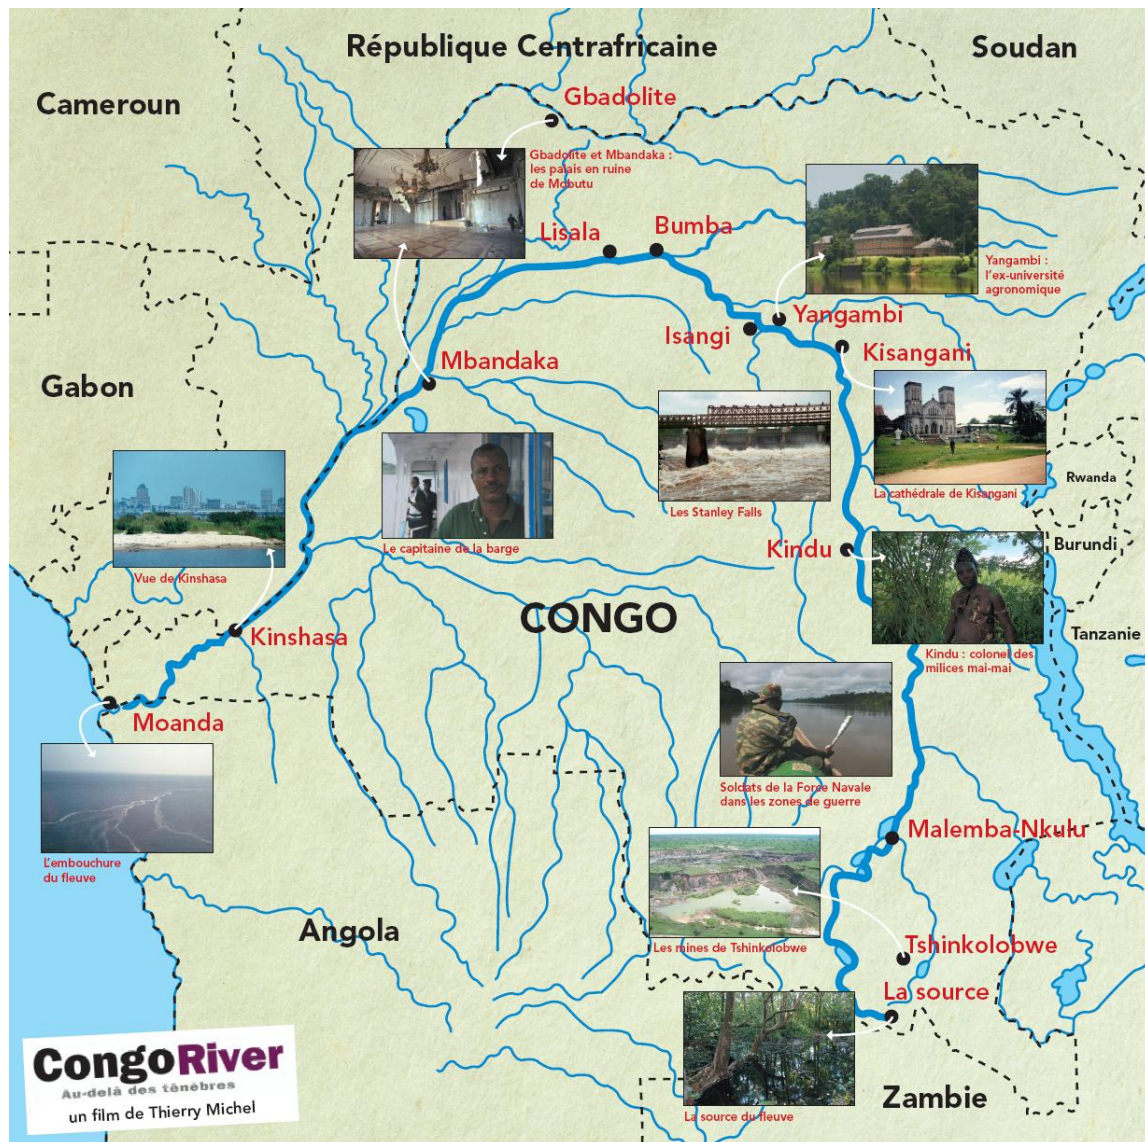 République Centrafricaine
Soudan
Cameroun
Gbadolite
Gbadolite et Mbandaka :
les palais en ruine
de Mobutu
Lisala
Bumba
Yangambi :
l'ex-université
agronomique
Isangi
Yangambi
Kisangani
Mbandaka
Gabon
La cathédrale de Kisangani
Rwanda
Les Stanley Falls
Le capitaine de la barge
Kindu
Burundi
Vue de Kinshasa
CONGO
Kinshasa
Tanzanie
Kindu : colonel des
milices mai-mai
Moanda
Soldats de la Force Navale
dans les zones de guerre
Malemba-Nkulu
L'embouchure
du fleuve
Angola
Les mines de Tshinkolobwe
Tshinkolobwe
La source
CongoRiver
Au-delà des ténèbres
un film de Thierry Michel
La source du fleuve
Zambie